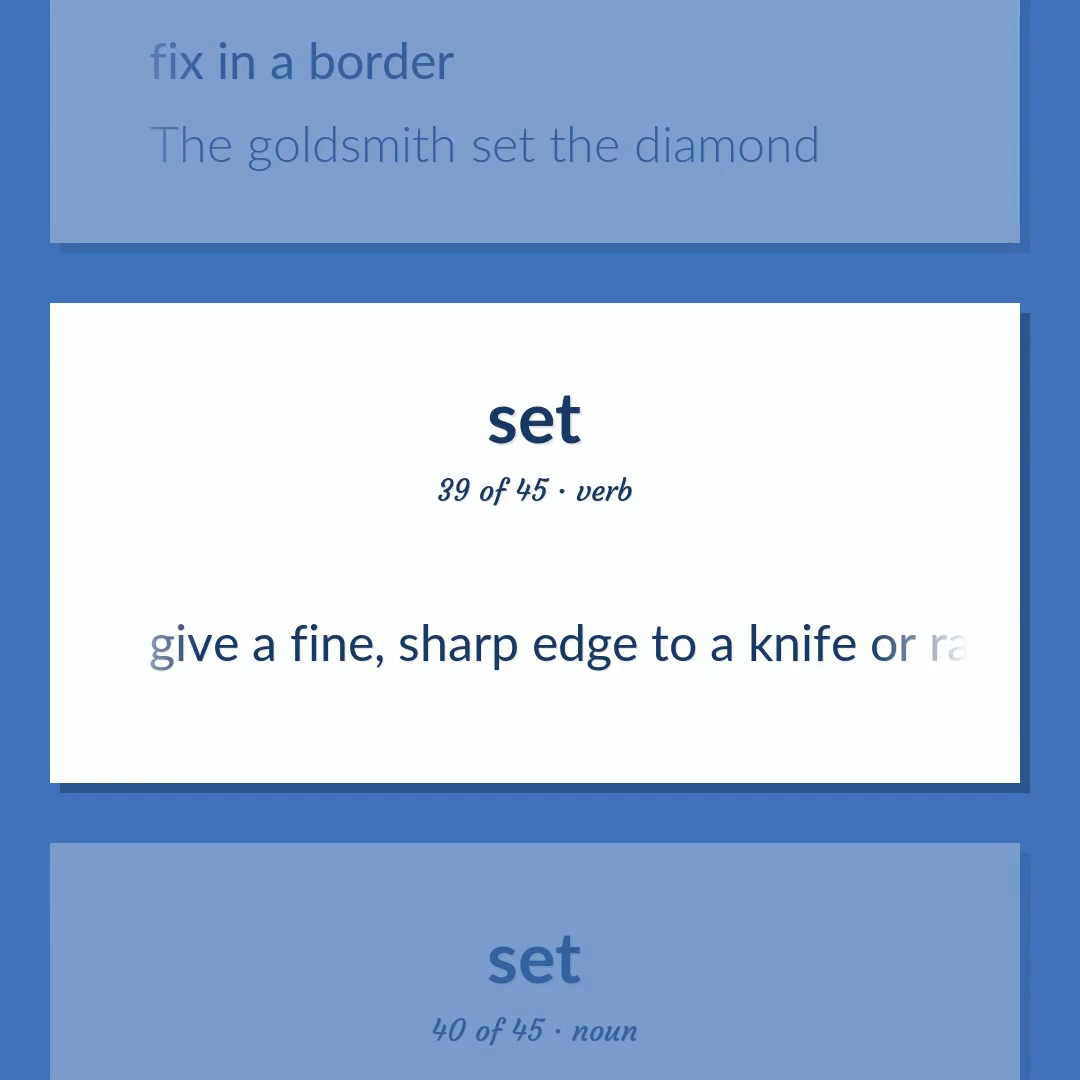 fix in a border
The goldsmith set the diamond
set
39 of 45 · verb
give a fine, sharp edge to a knife or
set
40 of 45 · noun